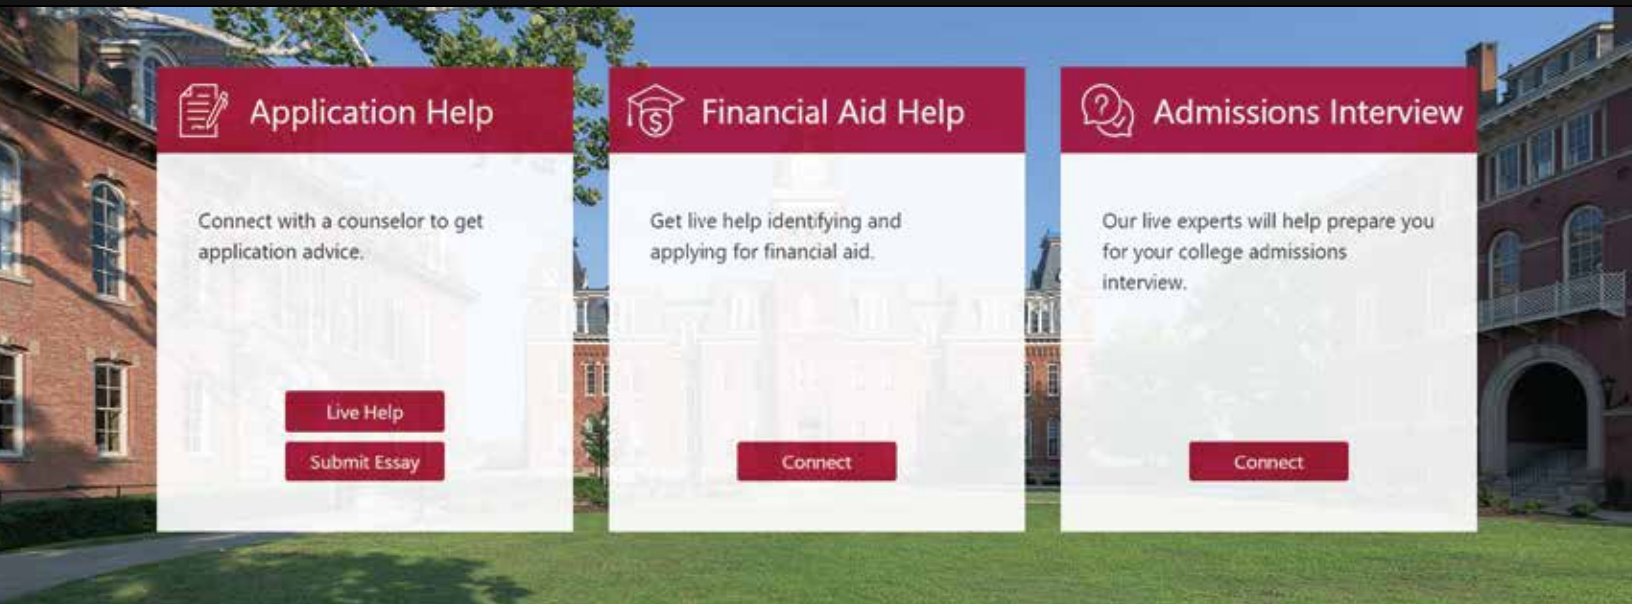 Application Help
Connect with a counselor to get
application advice.
Live Help
Submit Essay
Financial Aid Help
Get live help identifying and
applying for financial aid.
Connect
Admissions Interview
Our live experts will help prepare you
for your college admissions
interview.
Connect